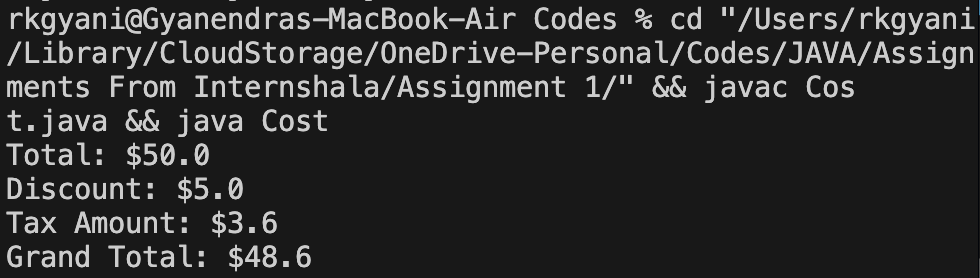 rkgyani@Gyanendras-MacBook-Air Codes % cd "/Users/rkgyani
/Library/CloudStorage/OneDrive-Personal/Codes/JAVA/Assign
ments From Internshala/Assignment 1/" && javac Cos
t.java && java Cost
Total: $50.0
Discount: $5.0
Tax Amount: $3.6
Grand Total: $48.6